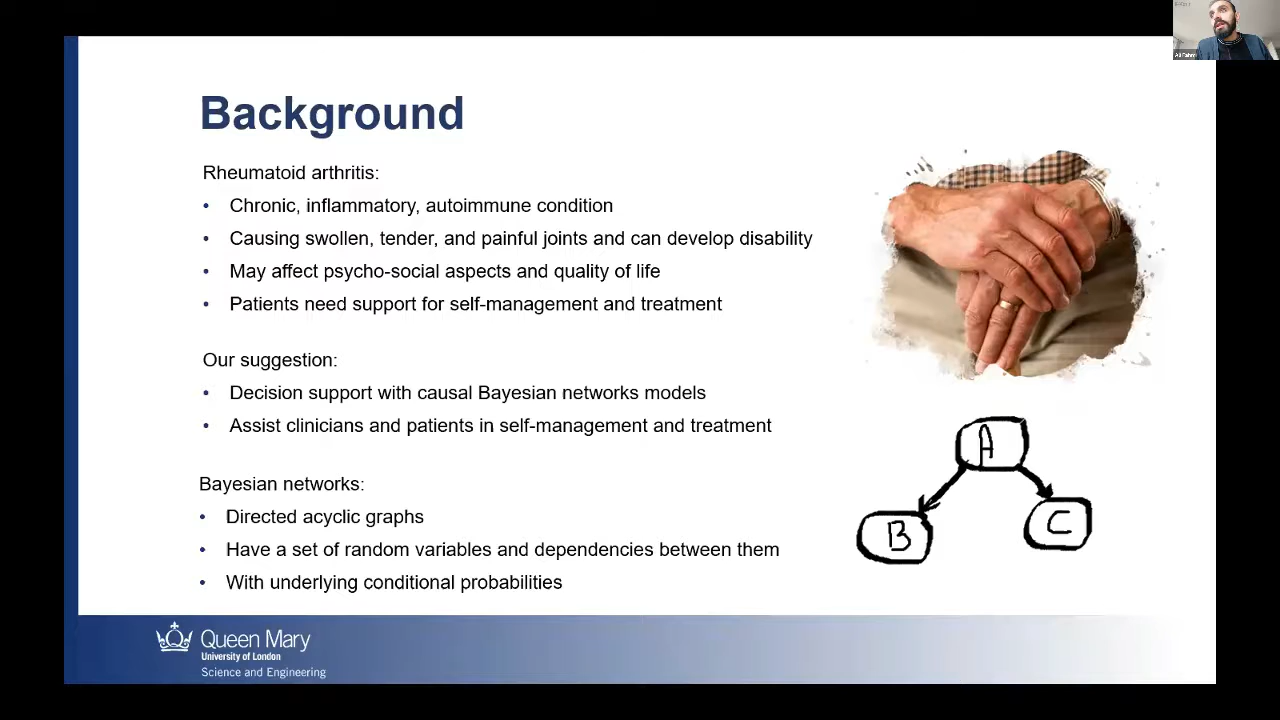 Background
Rheumatoid arthritis:
• Chronic, inflammatory, autoimmune condition
• Causing swollen, tender, and painful joints and can develop disability
• May affect psycho-social aspects and quality of life
• Patients need support for self-management and treatment
Our suggestion:
• Decision support with causal Bayesian networks models
• Assist clinicians and patients in self-management and treatment
Bayesian networks:
• Directed acyclic graphs
• Have a set of random variables and dependencies between them
• With underlying conditional probabilities
A
B
C
Queen Mary
University of London
Science and Engineering